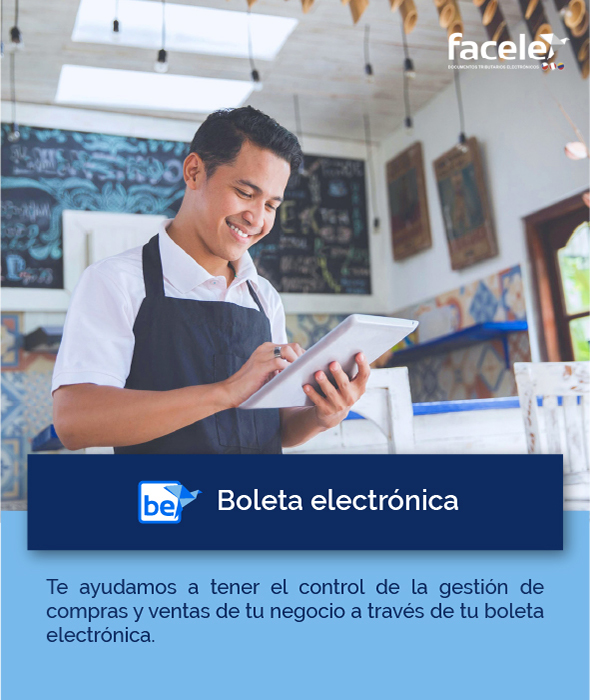 facele
DOCUMENTOS TRIBUTARIOS ELECTRÓNICOS
be
Boleta electrónica
Te ayudamos a tener el control de la gestión de
compras y ventas de tu negocio a través de tu boleta
electrónica.